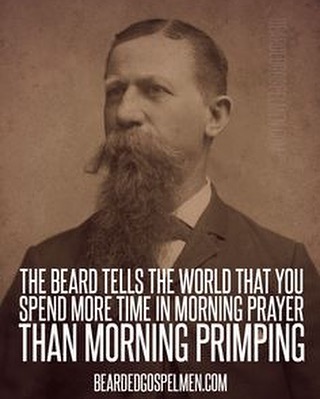 THE BEARD TELLS THE WORLD THAT YOU
SPEND MORE TIME IN MORNING PRAYER
THAN MORNING PRIMPING
BEARDEDGOSPELMEN.COM